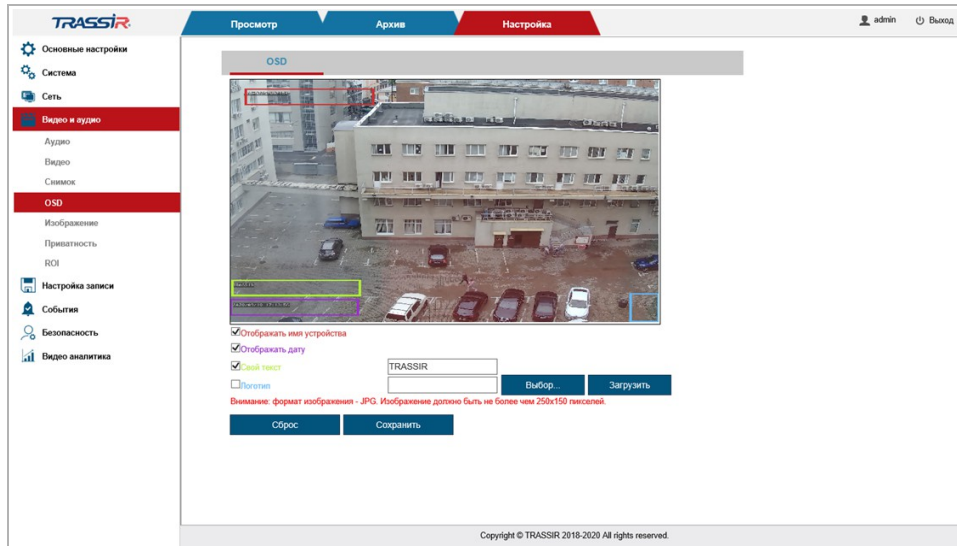 TRASSIR
Просмотр
Архив
Настройка
admin
Выход
Основные настройки
Система
Сеть
Видео и аудио
Аудио
Видео
Снимок
OSD
Изображение
Приватность
ROI
Настройка записи
События
Безопасность
Видео аналитика
OSD
Отображать имя устройства
Отображать дату
Свой текст
TRASSIR
Логотип
Выбор...
Загрузить
Внимание: формат изображения - JPG. Изображение должно быть не более чем 250x150 пикселей.
Сброс
Сохранить
Copyright © TRASSIR 2018-2020 All rights reserved.